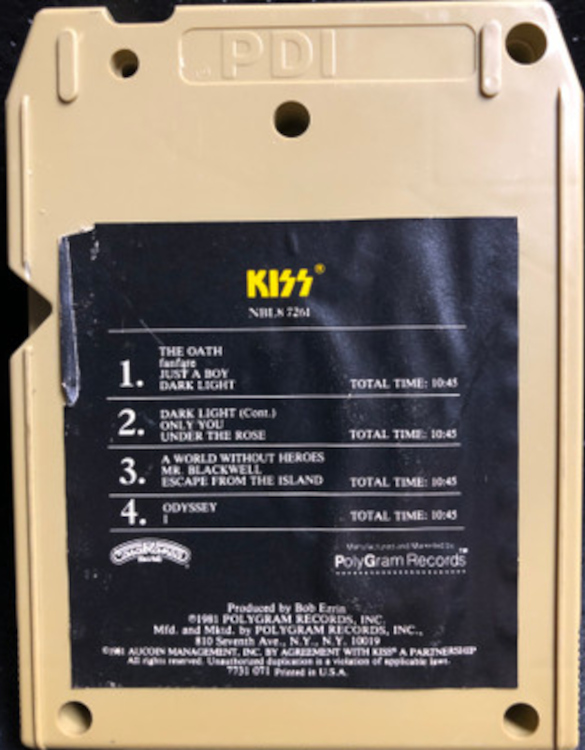 PDI
KISS®
NBL8 7261
1.
THE OATH
fanfare
JUST A BOY
DARK LIGHT
TOTAL TIME: 10:45
2.
DARK LIGHT (Cont.)
ONLY YOU
UNDER THE ROSE
TOTAL TIME: 10:45
3.
A WORLD WITHOUT HEROES
MR. BLACKWELL
ESCAPE FROM THE ISLAND
TOTAL TIME: 10:45
4.
ODYSSEY
I
TOTAL TIME: 10:45
Manufactured and Marketed by
PolyGram Records™
Produced by Bob Ezrin
©1981 POLYGRAM RECORDS, INC.
Mfd. and Mktd. by POLYGRAM RECORDS, INC.,
810 Seventh Ave., N.Y., N.Y. 10019
©1981 AUCOIN MANAGEMENT, INC. BY AGREEMENT WITH KISS® A PARTNERSHIP
All rights reserved. Unauthorized duplication is a violation of applicable laws.
7731 071 Printed in U.S.A.